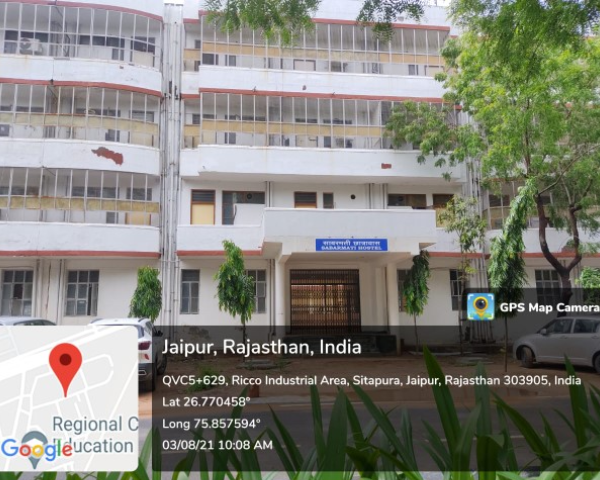 साबरमती छात्रावास
SABARMATI HOSTEL
GPS Map Camera
Jaipur, Rajasthan, India
QVC5+629, Ricco Industrial Area, Sitapura, Jaipur, Rajasthan 303905, India
Lat 26.770458°
Long 75.857594°
03/08/21 10:08 AM
Regional C
Education
Google